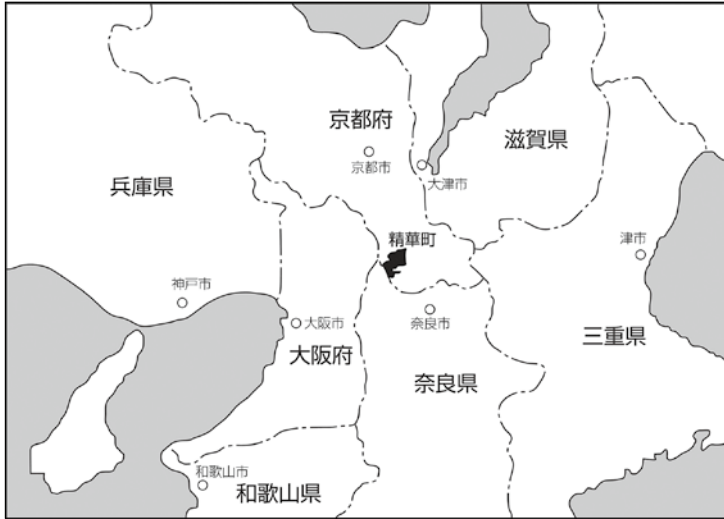 京都府
滋賀県
京都市
兵庫県
大津市
精華町
津市
神戸市
奈良市
大阪市
三重県
大阪府
奈良県
和歌山市
和歌山県